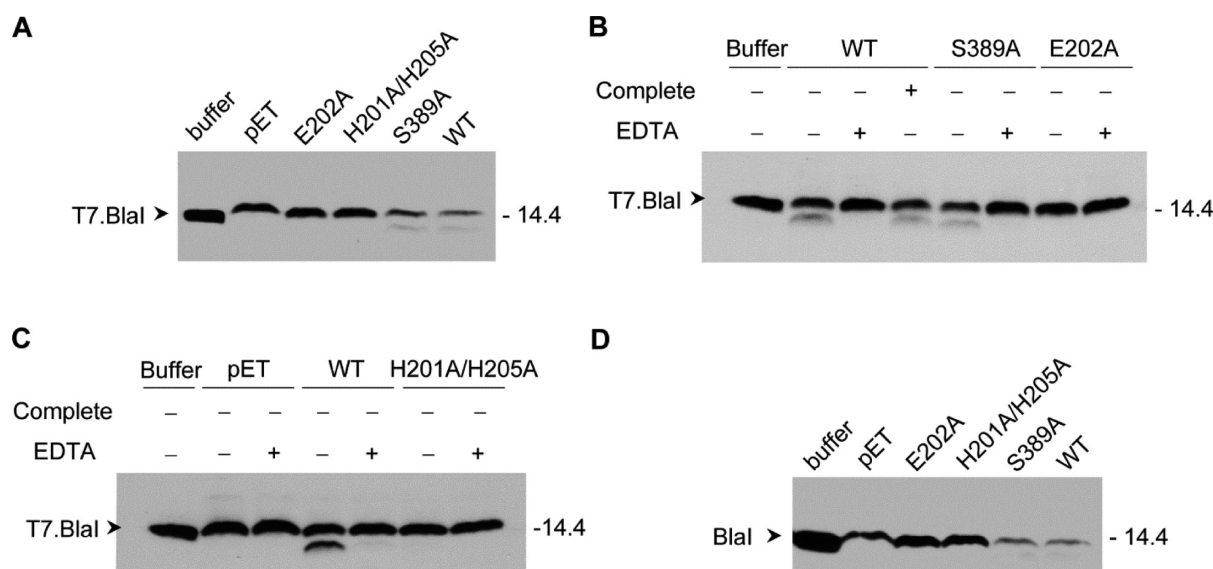 A
buffer pET E202A H201A/H205A S389A WT
T7.BlaI - 14.4
B
Buffer WT S389A E202A
Complete – – – + – – – –
EDTA – – + – – + – +
T7.BlaI - 14.4
C
Buffer pET WT H201A/H205A
Complete – – – – – – –
EDTA – – + – + – +
T7.BlaI -14.4
D
buffer pET E202A H201A/H205A S389A WT
BlaI - 14.4